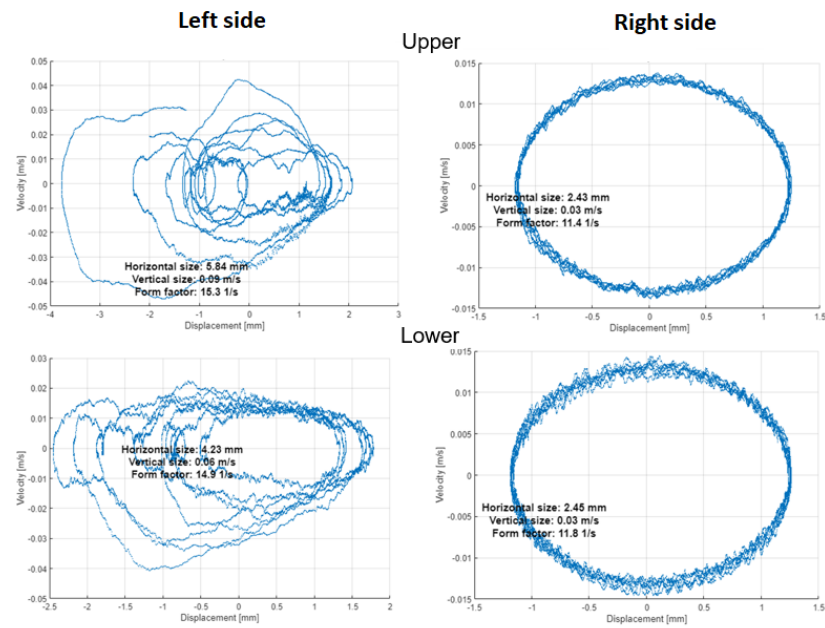 Left side
Right side
Upper
0.05
0.04
0.03
0.02
0.01
0
-0.01
-0.02
-0.03
-0.04
-0.05
Velocity [m/s]
Horizontal size: 5.84 mm
Vertical size: 0.09 m/s
Form factor: 15.3 1/s
-4
-3
-2
-1
0
1
2
3
Displacement [mm]
0.015
0.01
0.005
0
-0.005
-0.01
-0.015
Velocity [m/s]
Horizontal size: 2.43 mm
Vertical size: 0.03 m/s
Form factor: 11.4 1/s
-1.5
-1
-0.5
0
0.5
1
1.5
Displacement [mm]
Lower
0.03
0.02
0.01
0
-0.01
-0.02
-0.03
-0.04
-0.05
Velocity [m/s]
Horizontal size: 4.23 mm
Vertical size: 0.06 m/s
Form factor: 14.9 1/s
-2.5
-2
-1.5
-1
-0.5
0
0.5
1
1.5
2
Displacement [mm]
0.015
0.01
0.005
0
-0.005
-0.01
-0.015
Velocity [m/s]
Horizontal size: 2.45 mm
Vertical size: 0.03 m/s
Form factor: 11.8 1/s
-1.5
-1
-0.5
0
0.5
1
1.5
Displacement [mm]